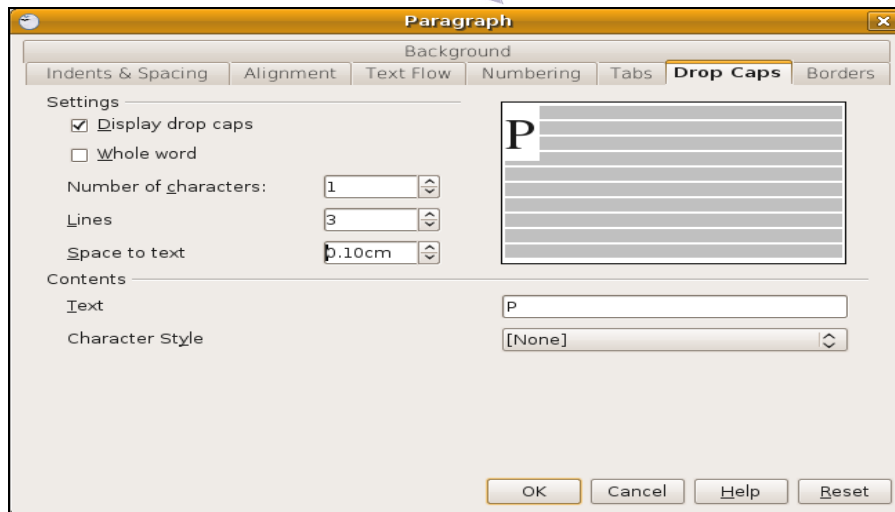 Paragraph
Background
Indents & Spacing Alignment Text Flow Numbering Tabs Drop Caps Borders
Settings
Display drop caps
Whole word
Number of characters: 1
Lines 3
Space to text 0.10cm
P
Contents
Text P
Character Style [None]
OK Cancel Help Reset